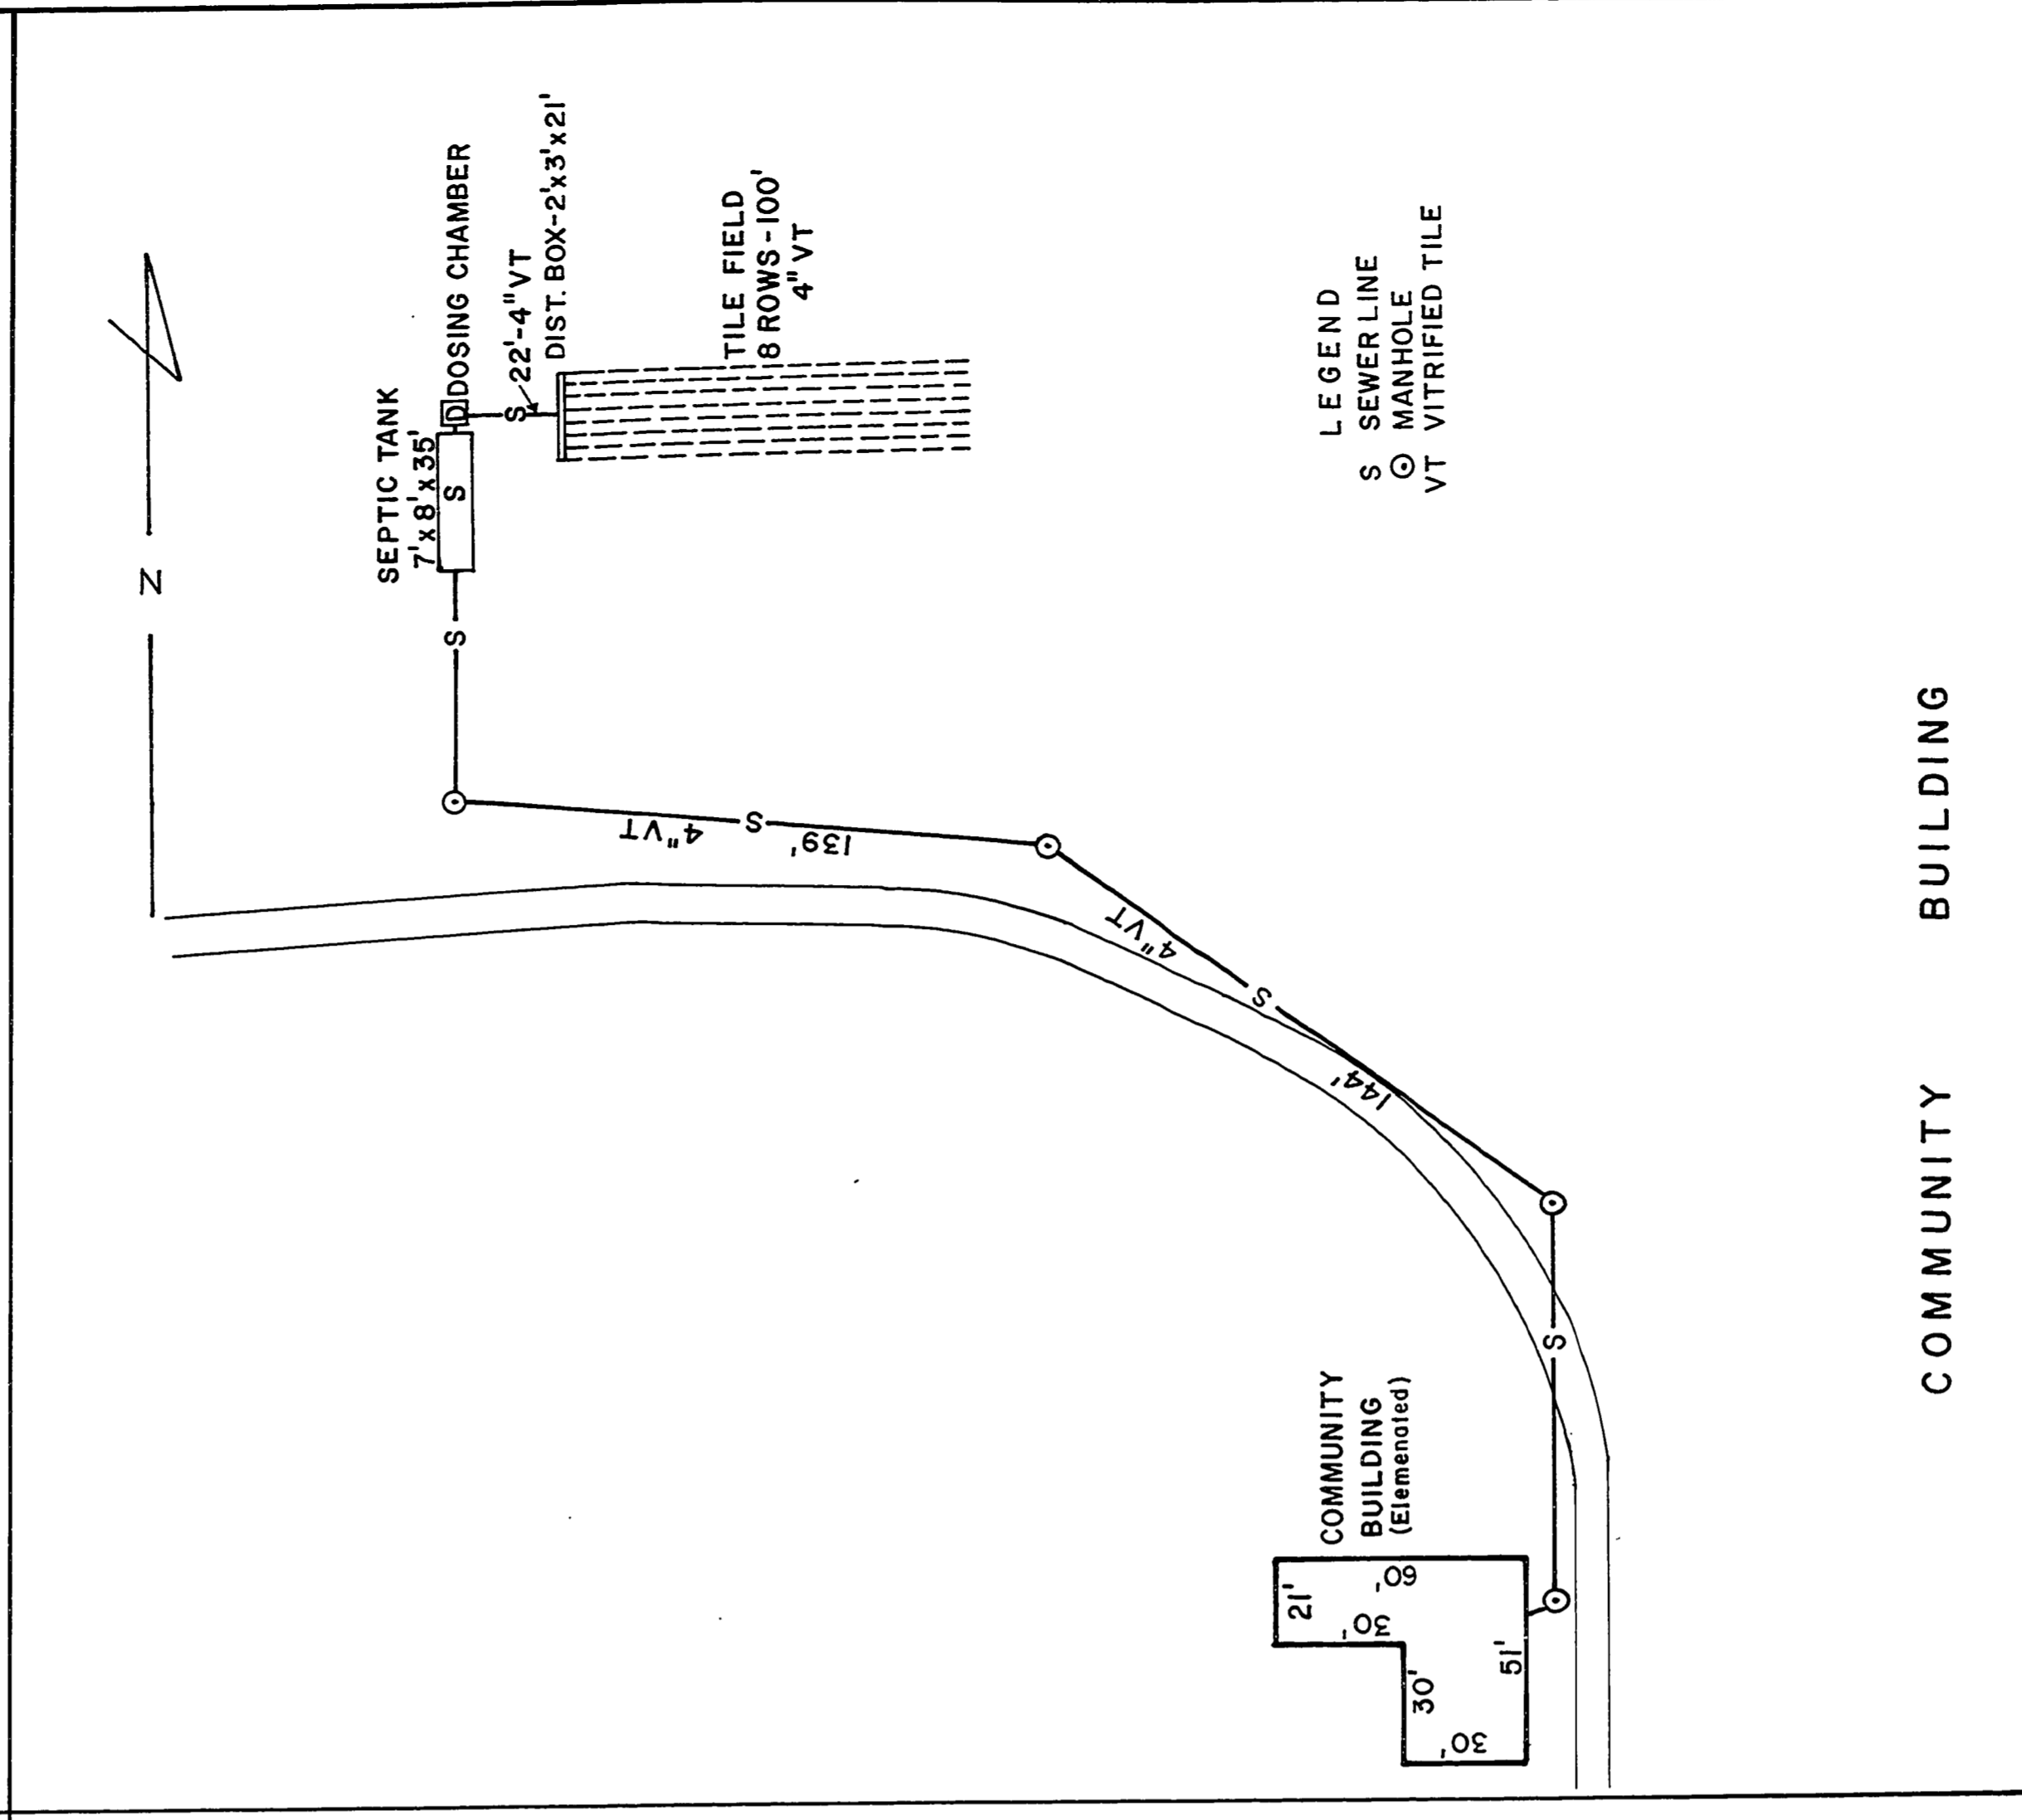 N
SEPTIC TANK
7'x 8'x 35'
S
D
DOSING CHAMBER
S
22'-4" VT
DIST. BOX-2'x3'x21'
TILE FIELD
8 ROWS-100'
4" VT
S
4" VT
S
139'
4" VT
S
144'
S
LEGEND
S SEWER LINE
MANHOLE
VT VITRIFIED TILE
COMMUNITY
BUILDING
(Elemenated)
21'
60'
30'
30'
51'
30'
COMMUNITY BUILDING